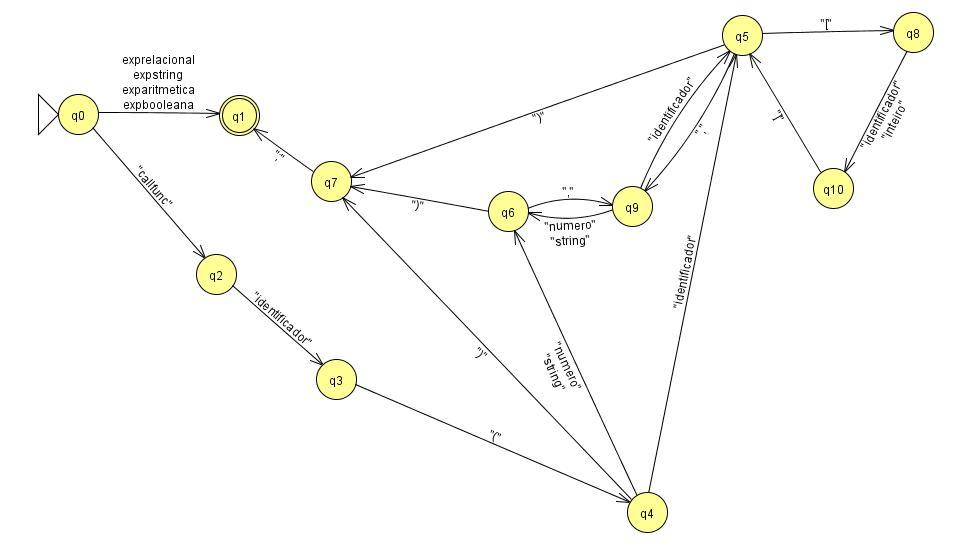 exprelacional
expstring
exparitmetica
expbooleana
q0
q1
";"
q7
"callfunc"
q2
"identificador"
q3
"("
q4
")"
"numero"
"string"
"identificador"
")"
q6
","
"numero"
"string"
q9
"identificador"
","
")"
q5
"["
q8
"identificador"
"inteiro"
q10
"]"